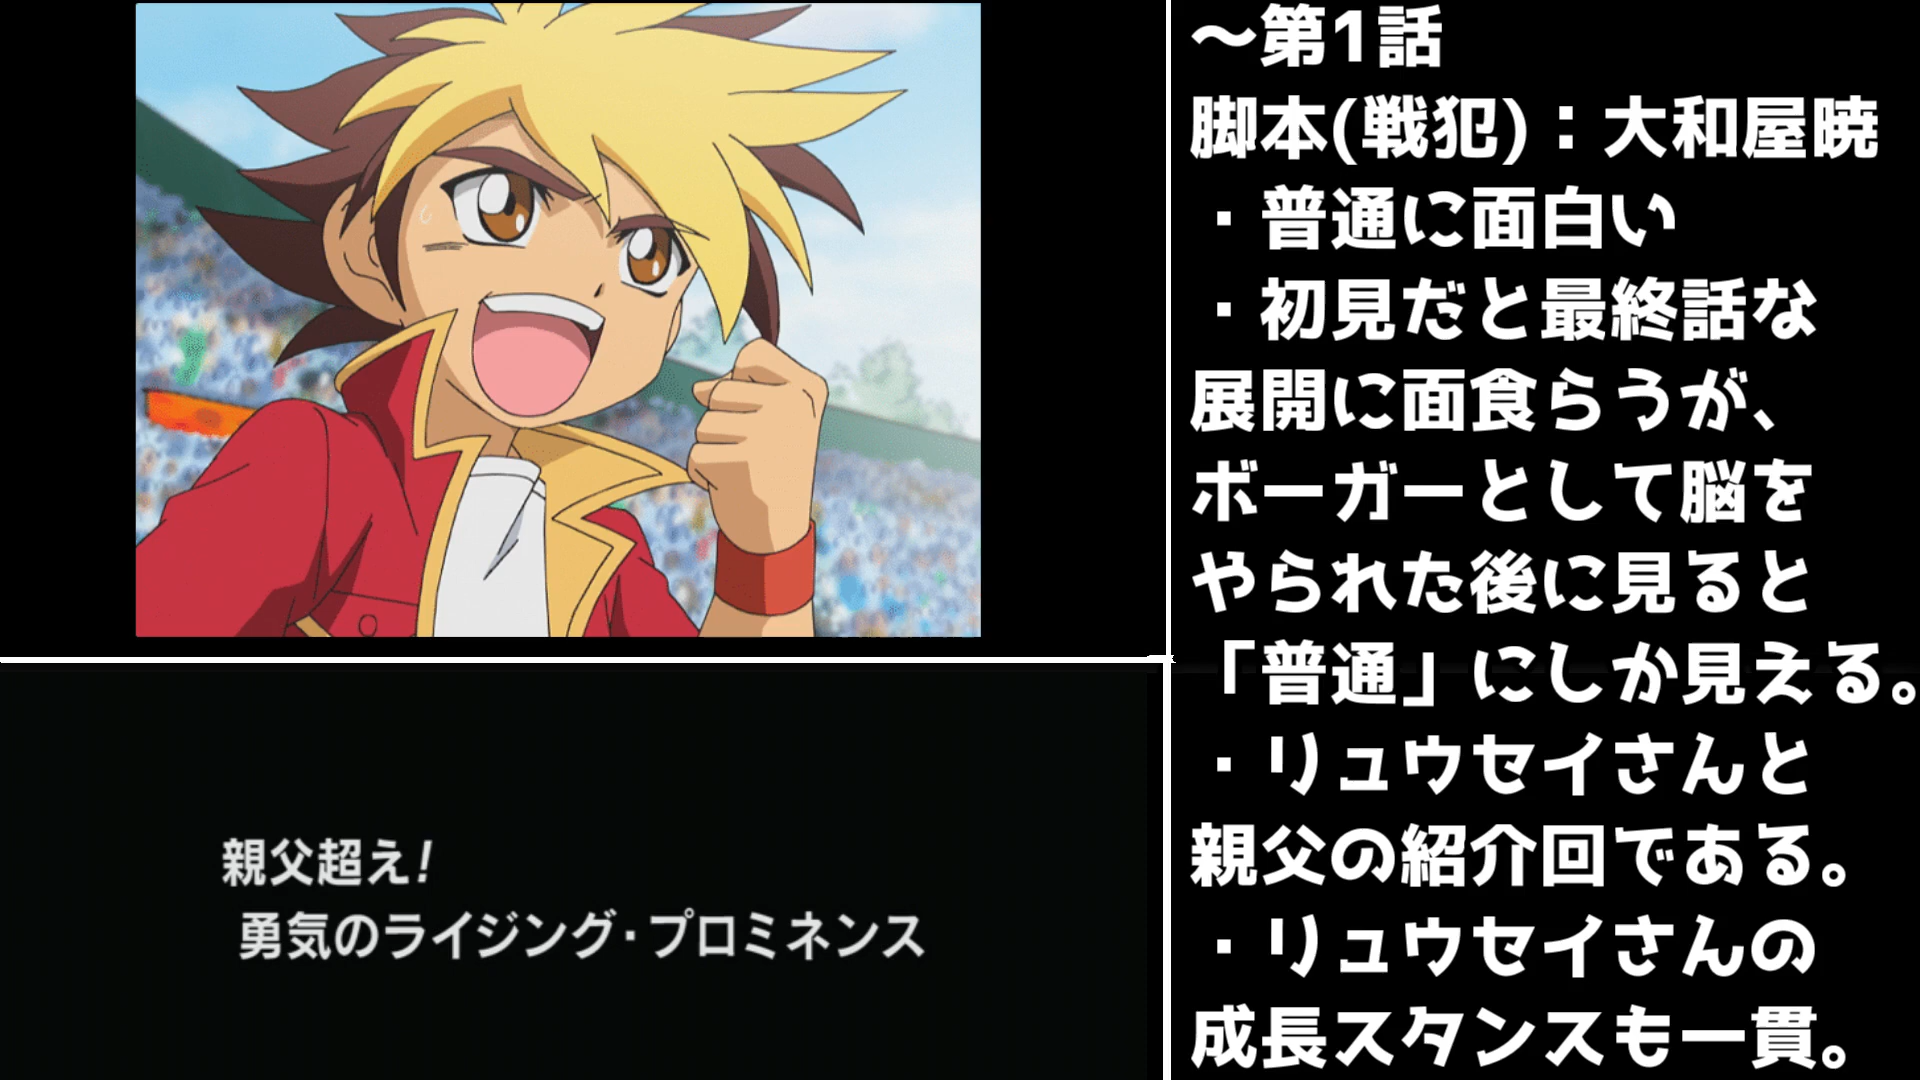 ～第1話
脚本(戦犯)：大和屋暁
・普通に面白い
・初見だと最終話な
展開に面食らうが、
ボーガーとして脳を
やられた後に見ると
「普通」にしか見える。
・リュウセイさんと
親父の紹介回である。
・リュウセイさんの
成長スタンスも一貫。
親父超え!
勇気のライジング・プロミネンス